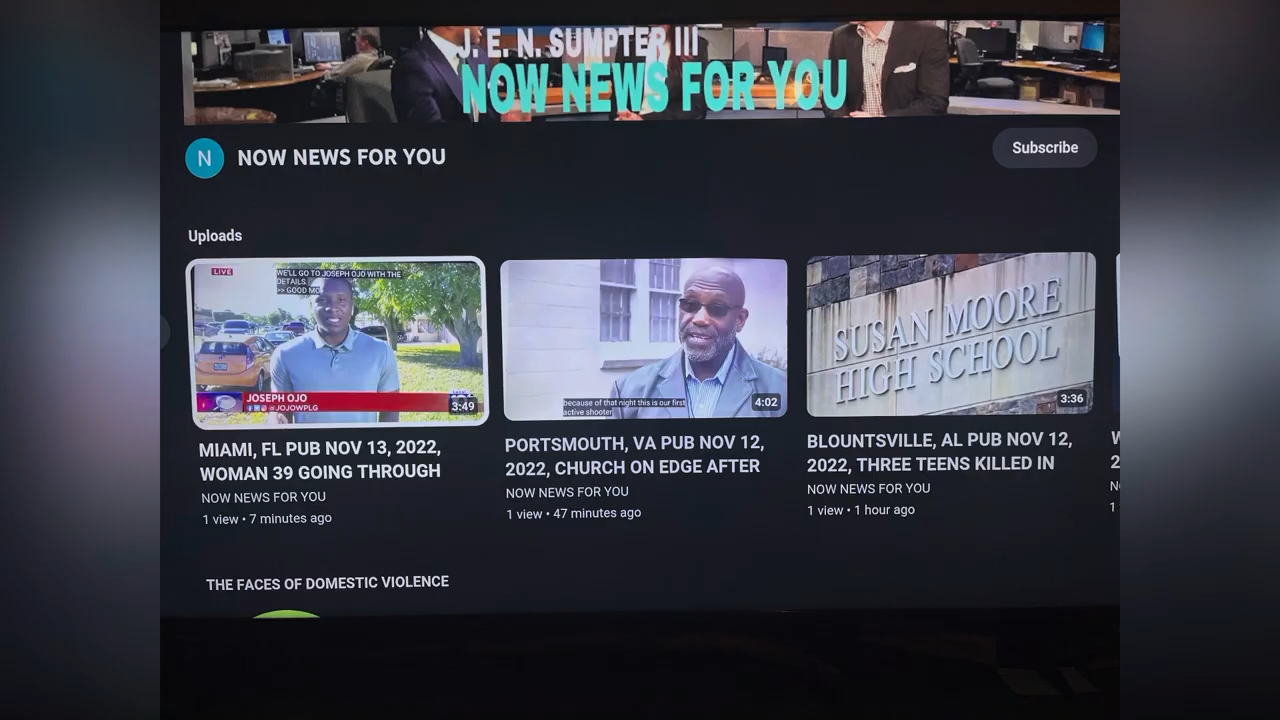 J. E. N. SUMPTER III
NOW NEWS FOR YOU
N NOW NEWS FOR YOU
Subscribe
Uploads
LIVE
WE'LL GO TO JOSEPH OJO WITH THE
DETAILS.
>> GOOD MO
JOSEPH OJO
@JOJOWPLG
3:49
because of that night this is our first
active shooter
4:02
SUSAN MOORE
HIGH SCHOOL
3:36
MIAMI, FL PUB NOV 13, 2022,
WOMAN 39 GOING THROUGH
NOW NEWS FOR YOU
1 view • 7 minutes ago
PORTSMOUTH, VA PUB NOV 12,
2022, CHURCH ON EDGE AFTER
NOW NEWS FOR YOU
1 view • 47 minutes ago
BLOUNTSVILLE, AL PUB NOV 12,
2022, THREE TEENS KILLED IN
NOW NEWS FOR YOU
1 view • 1 hour ago
THE FACES OF DOMESTIC VIOLENCE